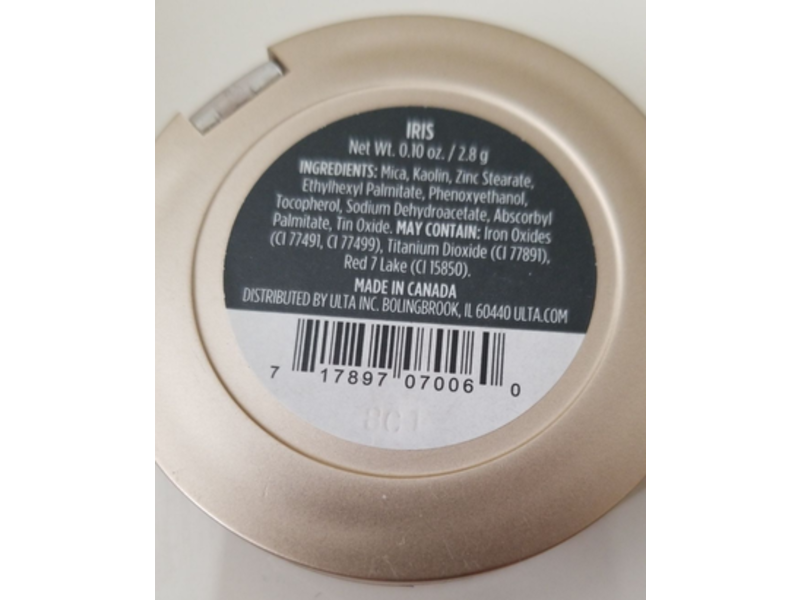 IRIS
Net Wt. 0.10 oz. / 2.8 g
INGREDIENTS: Mica, Kaolin, Zinc Stearate,
Ethylhexyl Palmitate, Phenoxyethanol,
Tocopherol, Sodium Dehydroacetate, Abscorbyl
Palmitate, Tin Oxide. MAY CONTAIN: Iron Oxides
(CI 77491, CI 77499), Titanium Dioxide (CI 77891),
Red 7 Lake (CI 15850).
MADE IN CANADA
DISTRIBUTED BY ULTA INC. BOLINGBROOK, IL 60440 ULTA.COM
7 17897 07006 0